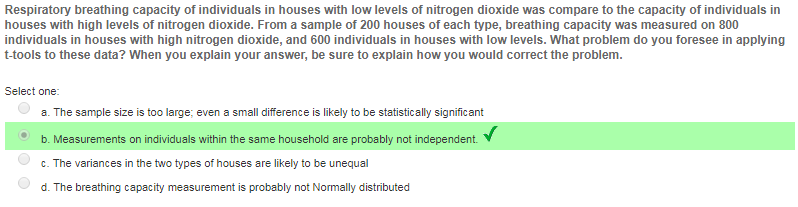 Respiratory breathing capacity of individuals in houses with low levels of nitrogen dioxide was compare to the capacity of individuals in
houses with high levels of nitrogen dioxide. From a sample of 200 houses of each type, breathing capacity was measured on 800
individuals in houses with high nitrogen dioxide, and 600 individuals in houses with low levels. What problem do you foresee in applying
t-tools to these data? When you explain your answer, be sure to explain how you would correct the problem.
Select one:
a. The sample size is too large; even a small difference is likely to be statistically significant
b. Measurements on individuals within the same household are probably not independent.
c. The variances in the two types of houses are likely to be unequal
d. The breathing capacity measurement is probably not Normally distributed